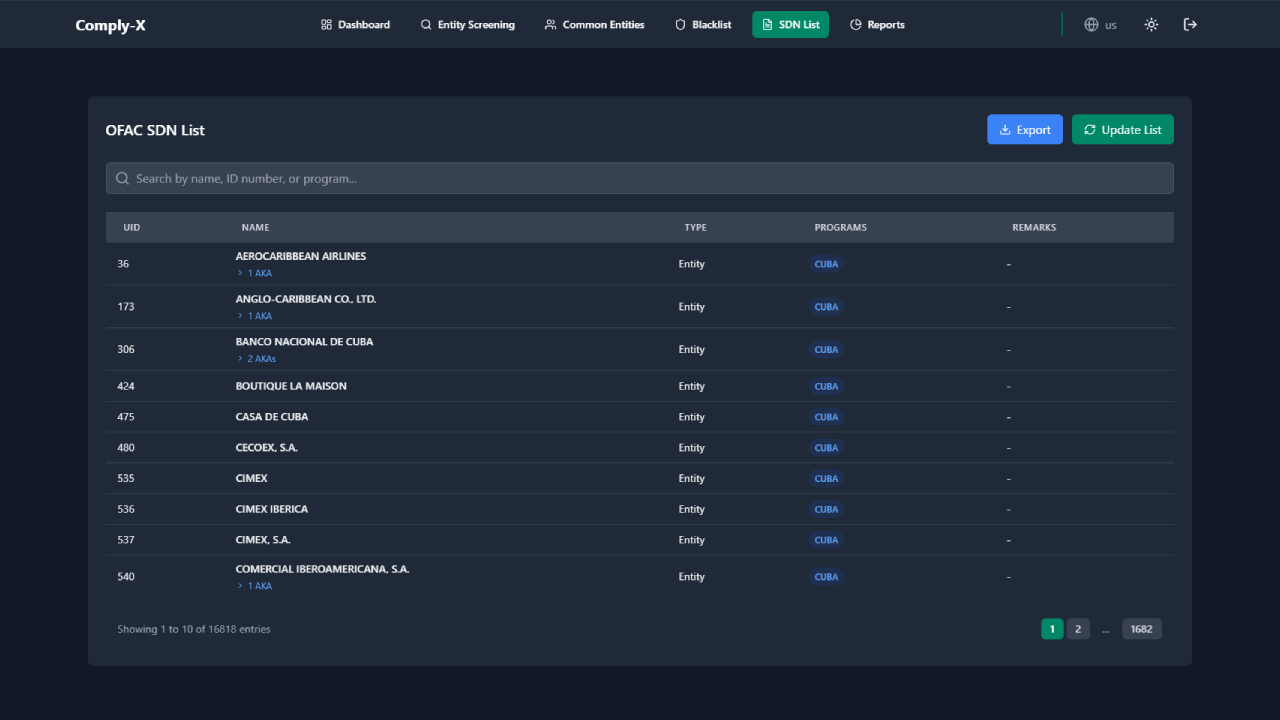 Comply-X Dashboard Entity Screening Common Entities Blacklist SDN List Reports us
OFAC SDN List Export Update List
Search by name, ID number, or program...
UID NAME TYPE PROGRAMS REMARKS
36 AEROCARIBBEAN AIRLINES Entity CUBA -
> 1 AKA
173 ANGLO-CARIBBEAN CO., LTD. Entity CUBA -
> 1 AKA
306 BANCO NACIONAL DE CUBA Entity CUBA -
> 2 AKAs
424 BOUTIQUE LA MAISON Entity CUBA -
475 CASA DE CUBA Entity CUBA -
480 CECOEX, S.A. Entity CUBA -
535 CIMEX Entity CUBA -
536 CIMEX IBERICA Entity CUBA -
537 CIMEX, S.A. Entity CUBA -
540 COMERCIAL IBEROAMERICANA, S.A. Entity CUBA -
> 1 AKA
Showing 1 to 10 of 16818 entries 1 2 ... 1682